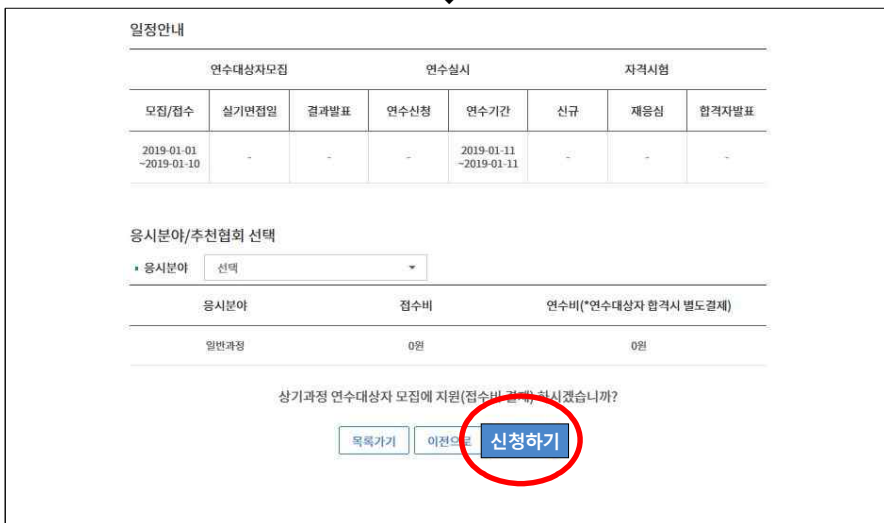 일정안내
연수대상자모집 연수실시 자격시험
모집/접수 실기면접일 결과발표 연수신청 연수기간 신규 재응심 합격자발표
2019-01-01 ~2019-01-10 - - - 2019-01-11 ~2019-01-11 - - -
응시분야/추천협회 선택
응시분야 선택
응시분야 접수비 연수비(*연수대상자 합격시 별도결제)
일반과정 0원 0원
상기과정 연수대상자 모집에 지원(접수비 결제) 하시겠습니까?
목록가기 이전으로 신청하기